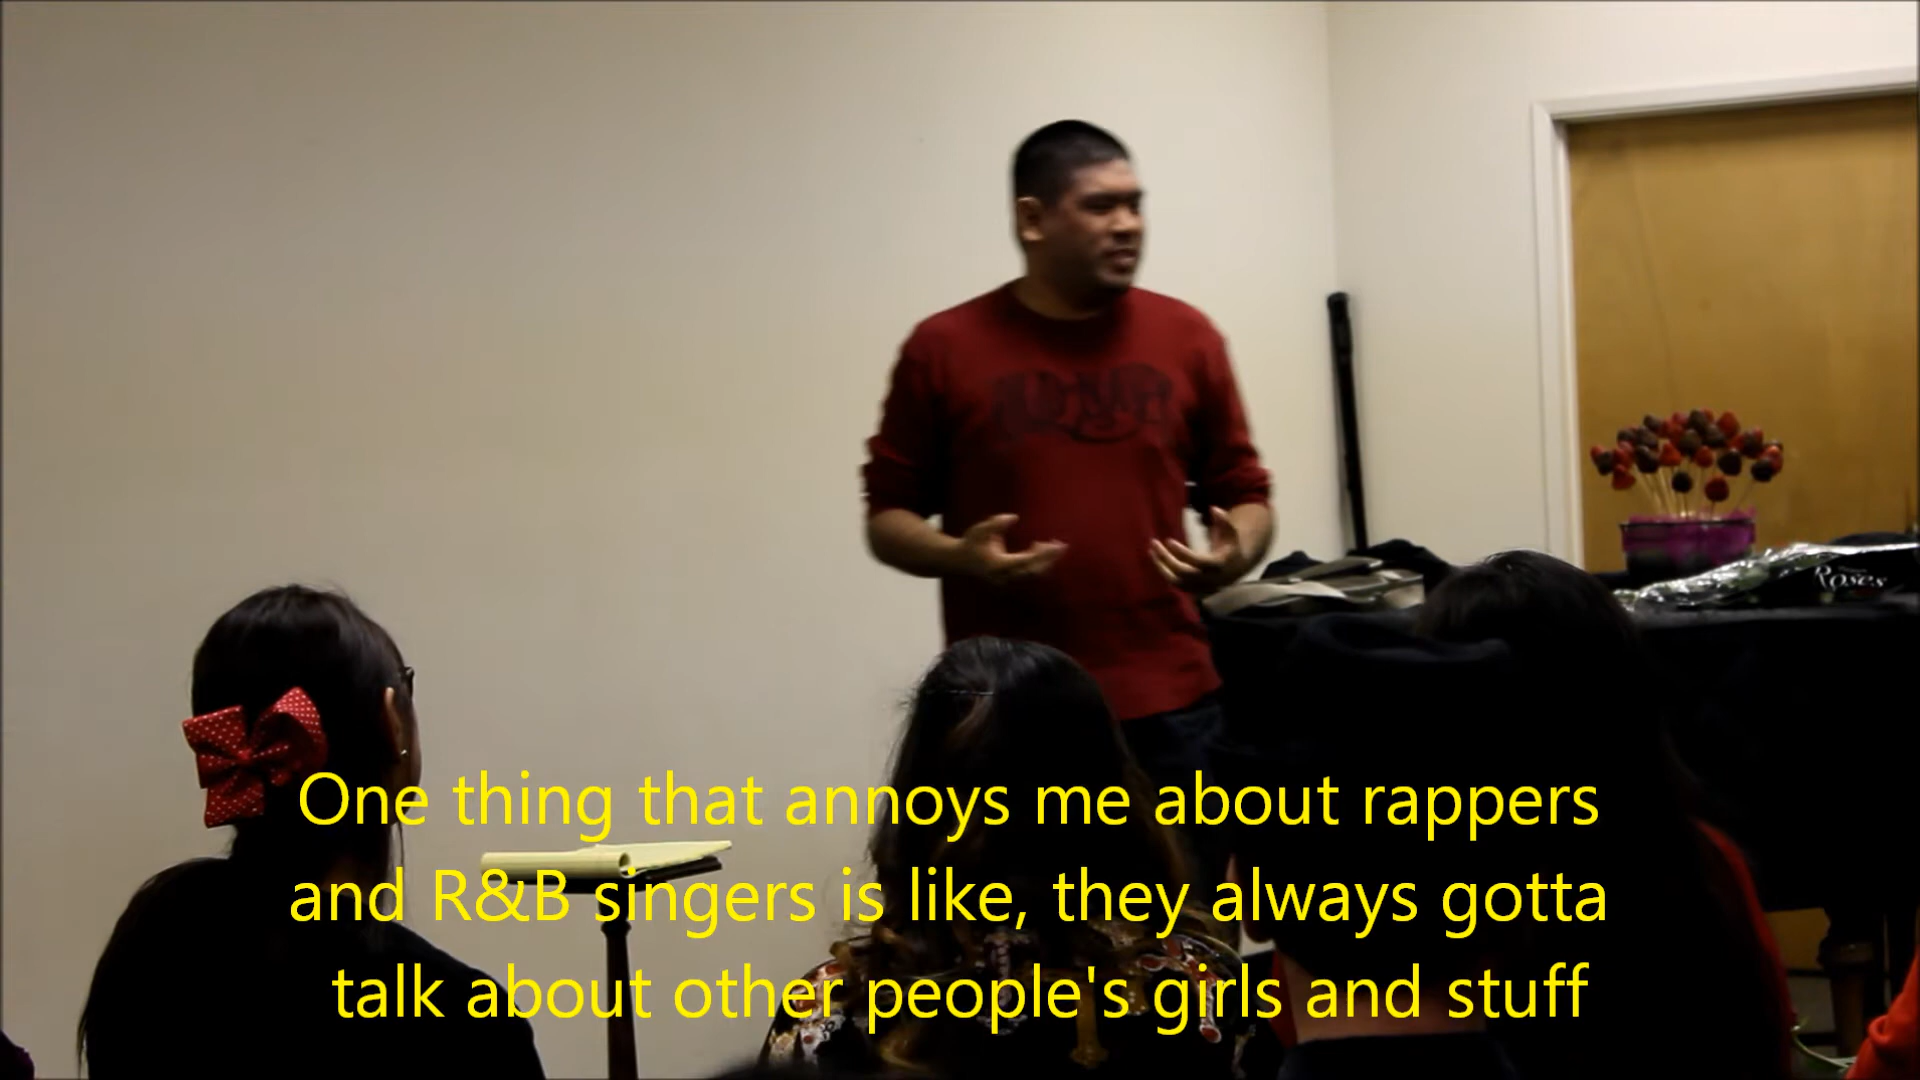 Roses
One thing that annoys me about rappers
and R&B singers is like, they always gotta
talk about other people's girls and stuff